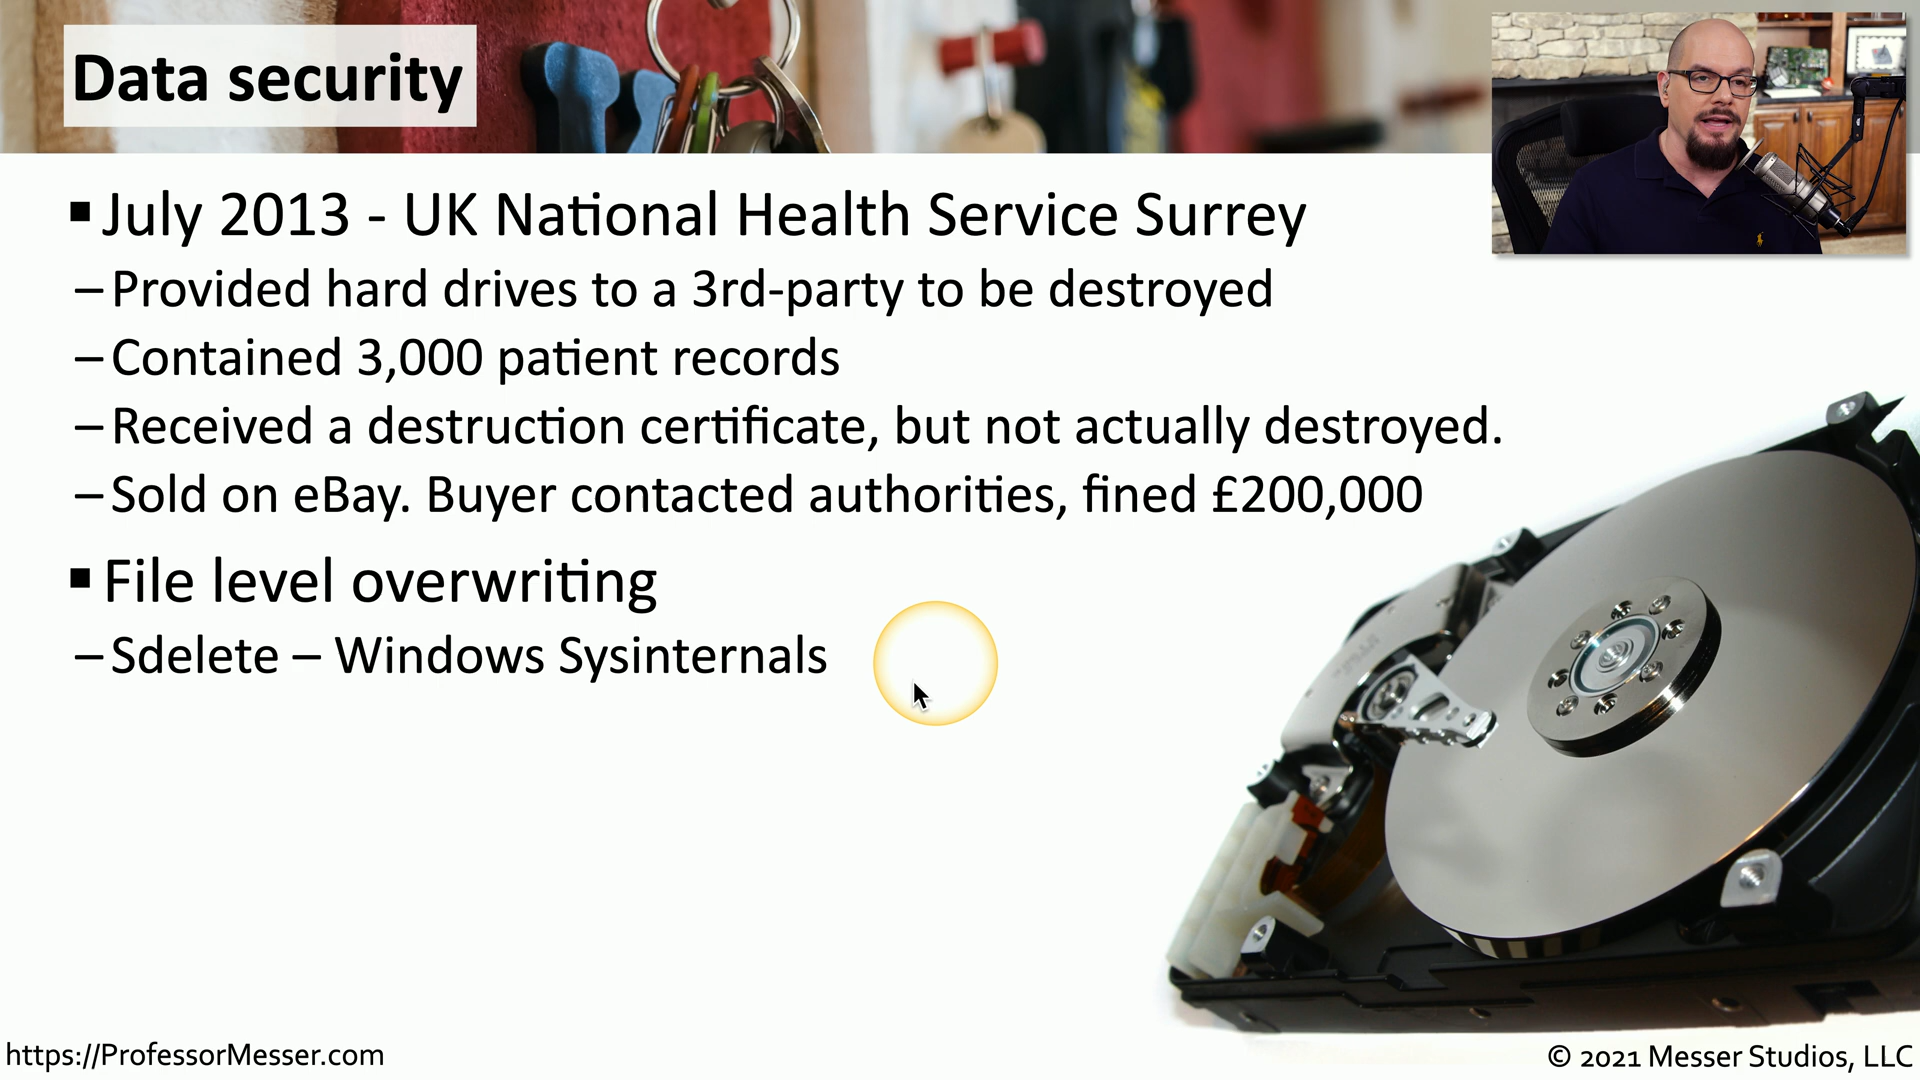 Data security
▪ July 2013 - UK National Health Service Surrey
– Provided hard drives to a 3rd-party to be destroyed
– Contained 3,000 patient records
– Received a destruction certificate, but not actually destroyed.
– Sold on eBay. Buyer contacted authorities, fined £200,000
▪ File level overwriting
– Sdelete – Windows Sysinternals
https://ProfessorMesser.com
© 2021 Messer Studios, LLC